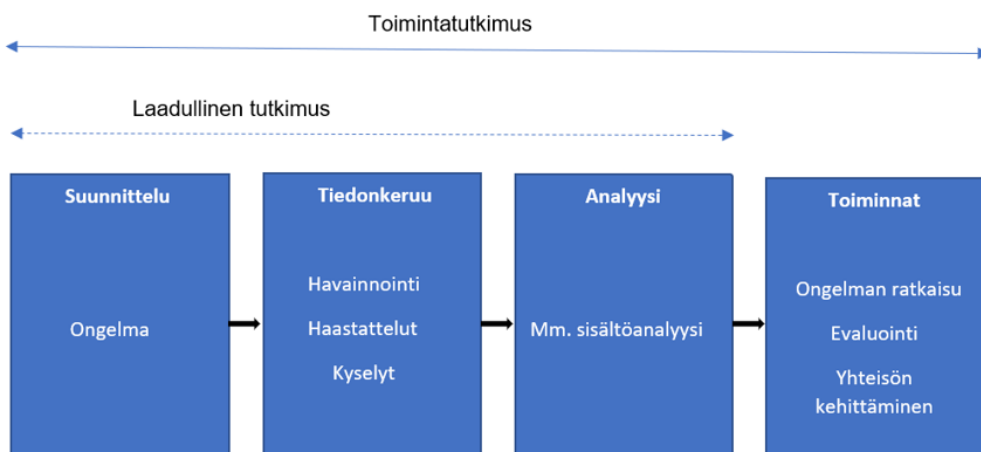 Toimintatutkimus
Laadullinen tutkimus
Suunnittelu
Ongelma
Tiedonkeruu
Havainnointi
Haastattelut
Kyselyt
Analyysi
Mm. sisältöanalyysi
Toiminnat
Ongelman ratkaisu
Evaluointi
Yhteisön
kehittäminen